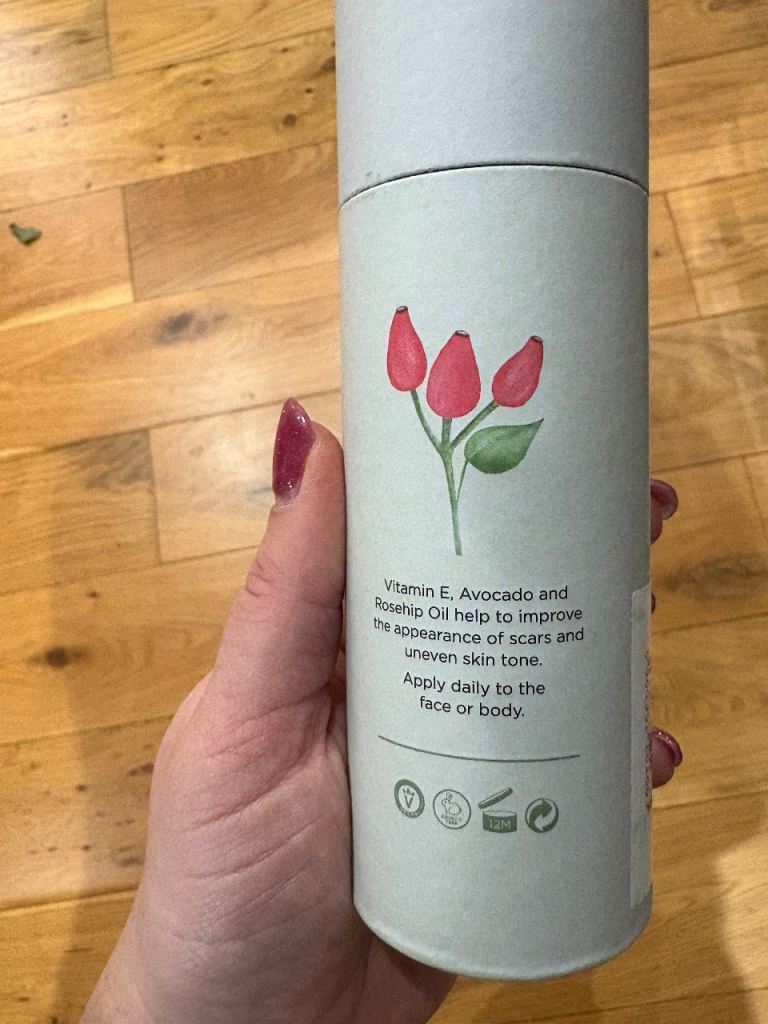 Vitamin E, Avocado and
Rosehip Oil help to improve
the appearance of scars and
uneven skin tone.
Apply daily to the
face or body.
V
12M